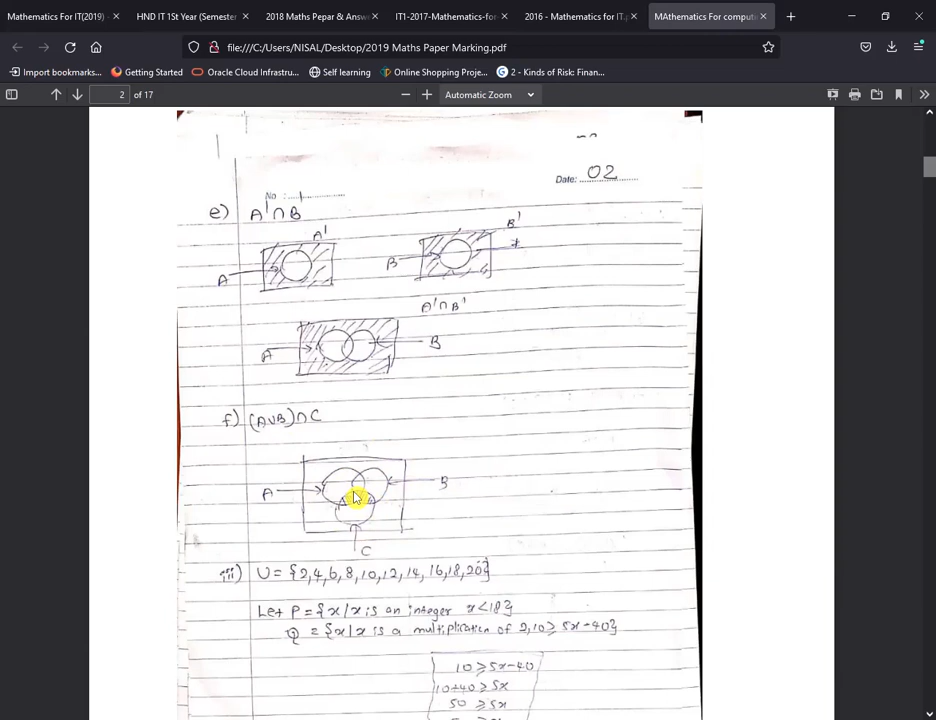 Mathematics For IT(2019)
HND IT 1St Year (Semester
2018 Maths Pepar & Answe
IT1-2017-Mathematics-for-
2016 - Mathematics for IT.p
MAthematics For compute
file:///C:/Users/NISAL/Desktop/2019 Maths Paper Marking.pdf
Import bookmarks...
Getting Started
Oracle Cloud Infrastru...
Self learning
Online Shopping Proje...
2 - Kinds of Risk: Finan...
2 of 17
Automatic Zoom
No :
Date: 02
e) A'∩B
A'
B'
A
B
A'∩B'
A
B
f) (A∪B)∩C
A
B
C
iii) U = {2,4,6,8,10,12,14,16,18,20}
Let P = {x/x is an integer x<18}
Q = {x/x is a multiplication of 2,10≥5x-40}
10≥5x-40
10+40≥5x
50≥5x